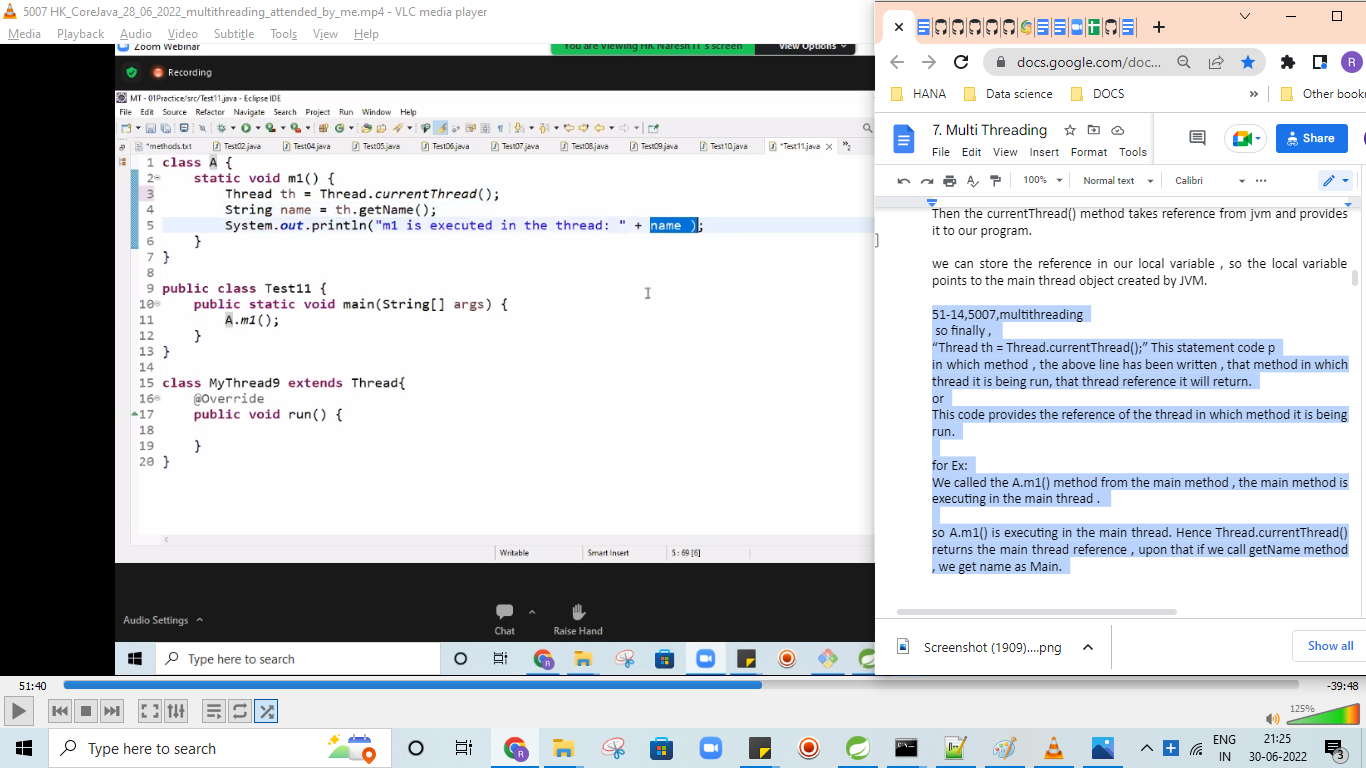 5007 HK_CoreJava_28_06_2022_multithreading_attended_by_me.mp4 - VLC media player
Media Playback Audio Video Subtitle Tools View Help
Zoom Webinar
You are viewing HK Naresh IT's screen
View Options
Recording
MT - 01Practice/src/Test11.java - Eclipse IDE
File Edit Source Refactor Navigate Search Project Run Window Help
*methods.txt Test02.java Test04.java Test05.java Test06.java Test07.java Test08.java Test09.java Test10.java *Test11.java
1 class A {
2 static void m1() {
3 Thread th = Thread.currentThread();
4 String name = th.getName();
5 System.out.println("m1 is executed in the thread: " + name );
6 }
7 }
8
9 public class Test11 {
10 public static void main(String[] args) {
11 A.m1();
12 }
13 }
14
15 class MyThread9 extends Thread{
16 @Override
17 public void run() {
18
19 }
20 }
Writable Smart Insert 5 : 69 [6]
Audio Settings
Chat
Raise Hand
Type here to search
docs.google.com/doc...
R
HANA Data science DOCS » Other book
7. Multi Threading
File Edit View Insert Format Tools
Share
100% Normal text Calibri
Then the currentThread() method takes reference from jvm and provides
it to our program.
we can store the reference in our local variable , so the local variable
points to the main thread object created by JVM.
51-14,5007,multithreading
so finally ,
“Thread th = Thread.currentThread();” This statement code p
in which method , the above line has been written , that method in which
thread it is being run, that thread reference it will return.
or
This code provides the reference of the thread in which method it is being
run.
for Ex:
We called the A.m1() method from the main method , the main method is
executing in the main thread .
so A.m1() is executing in the main thread. Hence Thread.currentThread()
returns the main thread reference , upon that if we call getName method
, we get name as Main.
Screenshot (1909)....png
Show all
51:40
-39:48
125%
Type here to search
ENG
IN
21:25
30-06-2022
3